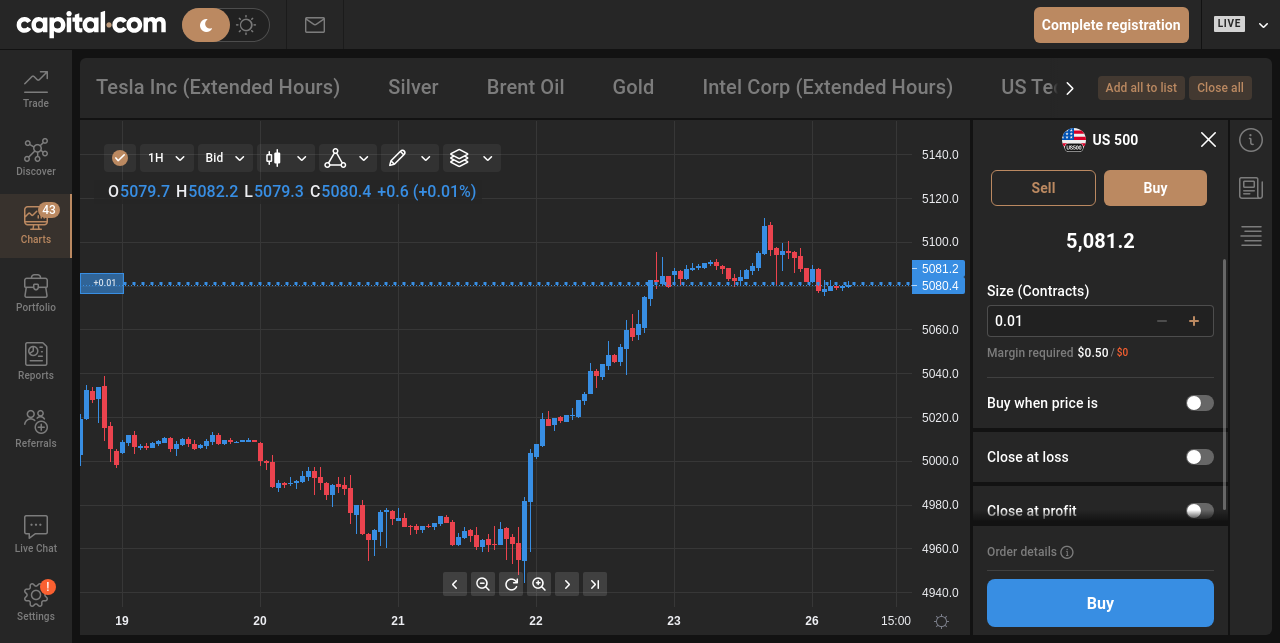 capital.com
Complete registration
LIVE
Trade
Discover
43
Charts
Portfolio
Reports
Referrals
Live Chat
!
Settings
Tesla Inc (Extended Hours)
Silver
Brent Oil
Gold
Intel Corp (Extended Hours)
US Te
Add all to list
Close all
1H
Bid
O5079.7 H5082.2 L5079.3 C5080.4 +0.6 (+0.01%)
+0.01
5140.0
5120.0
5100.0
5081.2
5080.4
5060.0
5040.0
5020.0
5000.0
4980.0
4960.0
4940.0
19
20
21
22
23
26
15:00
US500
US 500
Sell
Buy
5,081.2
Size (Contracts)
0.01
Margin required $0.50 / $0
Buy when price is
Close at loss
Close at profit
Order details
Buy